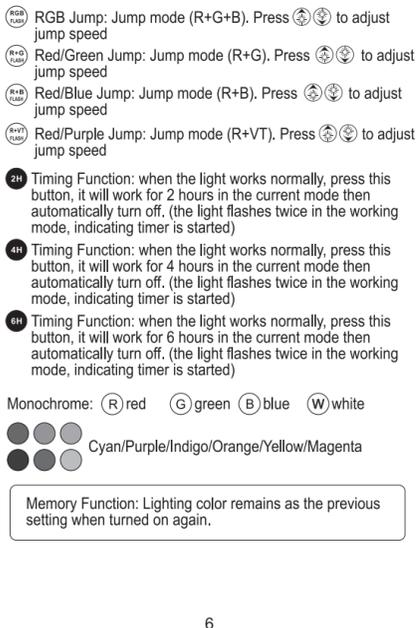 RGB FLASH RGB Jump: Jump mode (R+G+B). Press to adjust
jump speed
R+G FLASH Red/Green Jump: Jump mode (R+G). Press to adjust
jump speed
R+B FLASH Red/Blue Jump: Jump mode (R+B). Press to adjust
jump speed
R+VT FLASH Red/Purple Jump: Jump mode (R+VT). Press to adjust
jump speed
2H Timing Function: when the light works normally, press this
button, it will work for 2 hours in the current mode then
automatically turn off. (the light flashes twice in the working
mode, indicating timer is started)
4H Timing Function: when the light works normally, press this
button, it will work for 4 hours in the current mode then
automatically turn off. (the light flashes twice in the working
mode, indicating timer is started)
6H Timing Function: when the light works normally, press this
button, it will work for 6 hours in the current mode then
automatically turn off. (the light flashes twice in the working
mode, indicating timer is started)
Monochrome: R red G green B blue W white
Cyan/Purple/Indigo/Orange/Yellow/Magenta
Memory Function: Lighting color remains as the previous
setting when turned on again.
6